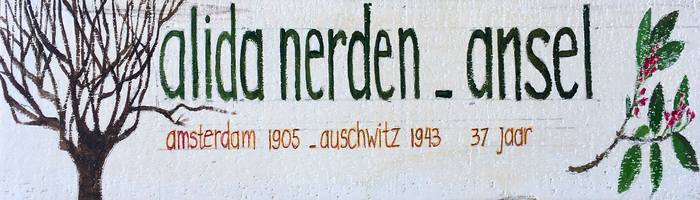 alida nerden - ansel
amsterdam 1905 - auschwitz 1943 37 jaar